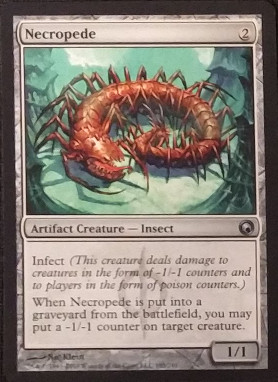 Necropede 2
Artifact Creature — Insect
Infect (This creature deals damage to
creatures in the form of -1/-1 counters and
to players in the form of poison counters.)
When Necropede is put into a
graveyard from the battlefield, you may
put a -1/-1 counter on target creature.
1/1